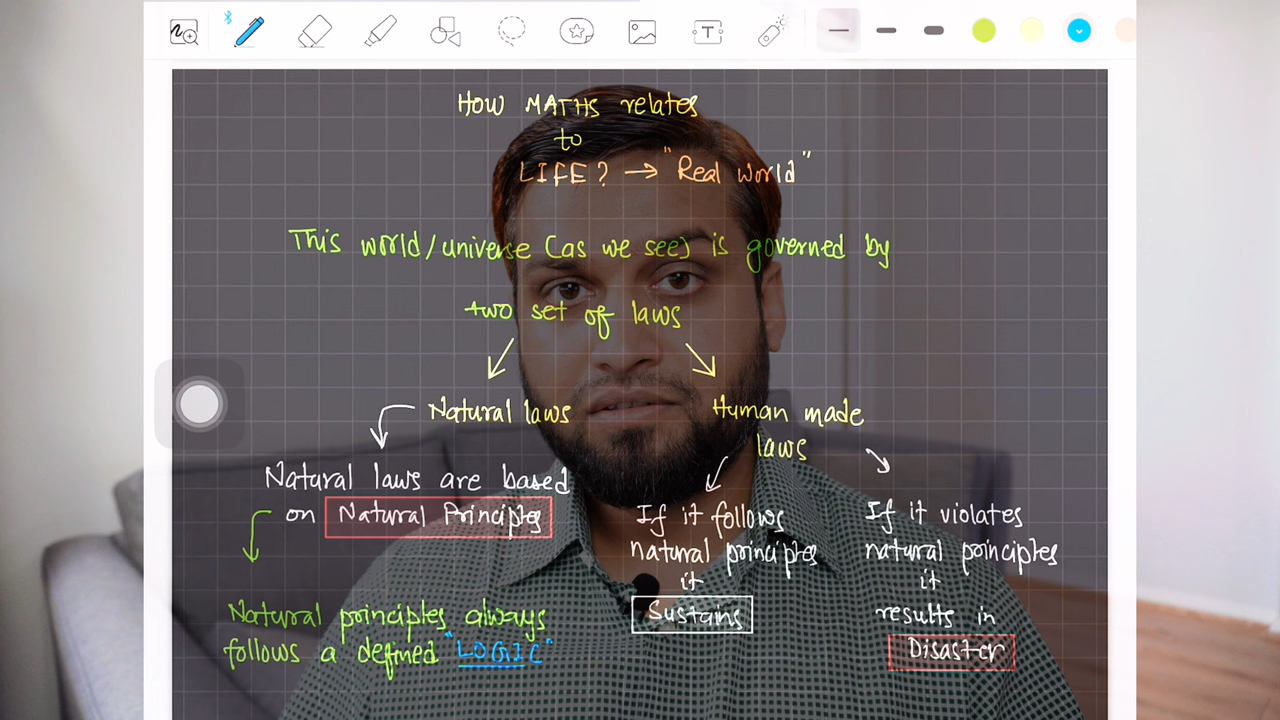 How MATHS relates
to
LIFE? → "Real world"
This world/universe (as we see) is governed by
two set of laws
Natural laws
Human made
laws
Natural laws are based
on Natural Principles
Natural principles always
follows a defined "LOGIC"
If it follows
natural principles
it
Sustains
If it violates
natural principles
it
results in
Disaster
T